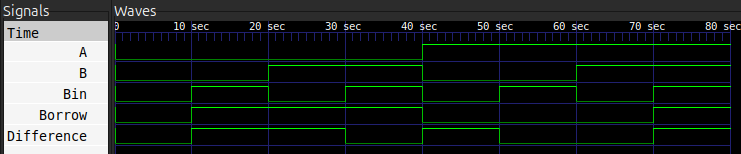 Signals Waves
Time 0 10 sec 20 sec 30 sec 40 sec 50 sec 60 sec 70 sec 80 sec
A
B
Bin
Borrow
Difference